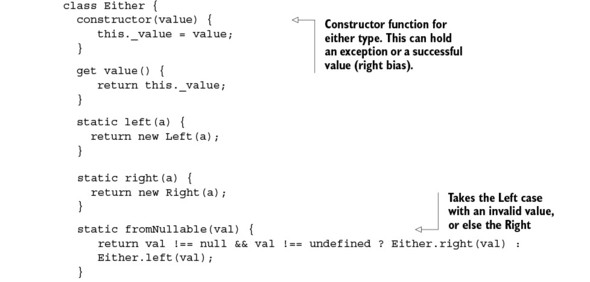 class Either {
constructor(value) {
this._value = value;
}
Constructor function for
either type. This can hold
an exception or a successful
value (right bias).
get value() {
return this._value;
}
static left(a) {
return new Left(a);
}
static right(a) {
return new Right(a);
}
Takes the Left case
with an invalid value,
or else the Right
static fromNullable(val) {
return val !== null && val !== undefined ? Either.right(val) :
Either.left(val);
}